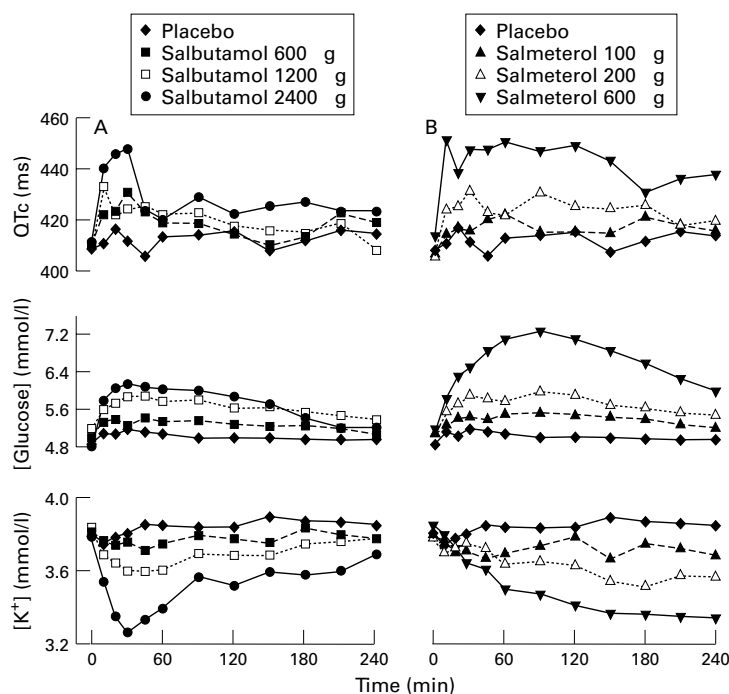 Placebo
Salbutamol 600 g
Salbutamol 1200 g
Salbutamol 2400 g
Placebo
Salmeterol 100 g
Salmeterol 200 g
Salmeterol 600 g
A
B
QTc (ms)
460
440
420
400
[Glucose] (mmol/l)
7.2
6.4
5.6
4.8
[K+] (mmol/l)
4.0
3.6
3.2
0 60 120 180 240 0 60 120 180 240
Time (min)